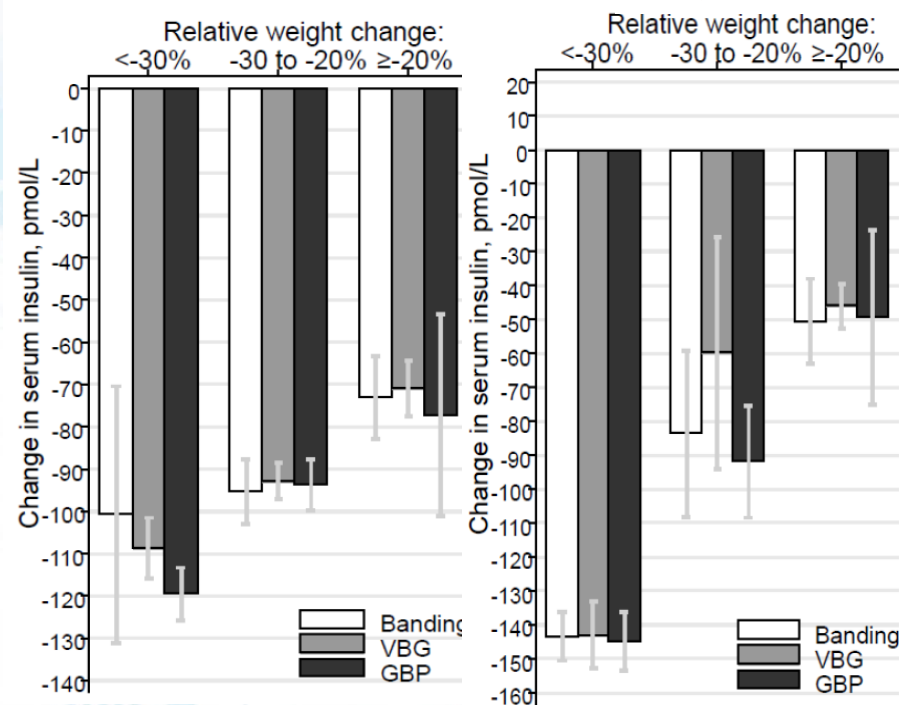 Relative weight change:
<-30% -30 to -20% ≥-20%
Change in serum insulin, pmol/L
0
-10
-20
-30
-40
-50
-60
-70
-80
-90
-100
-110
-120
-130
-140
Banding
VBG
GBP
Relative weight change:
<-30% -30 to -20% ≥-20%
Change in serum insulin, pmol/L
20
10
0
-10
-20
-30
-40
-50
-60
-70
-80
-90
-100
-110
-120
-130
-140
-150
-160
Banding
VBG
GBP